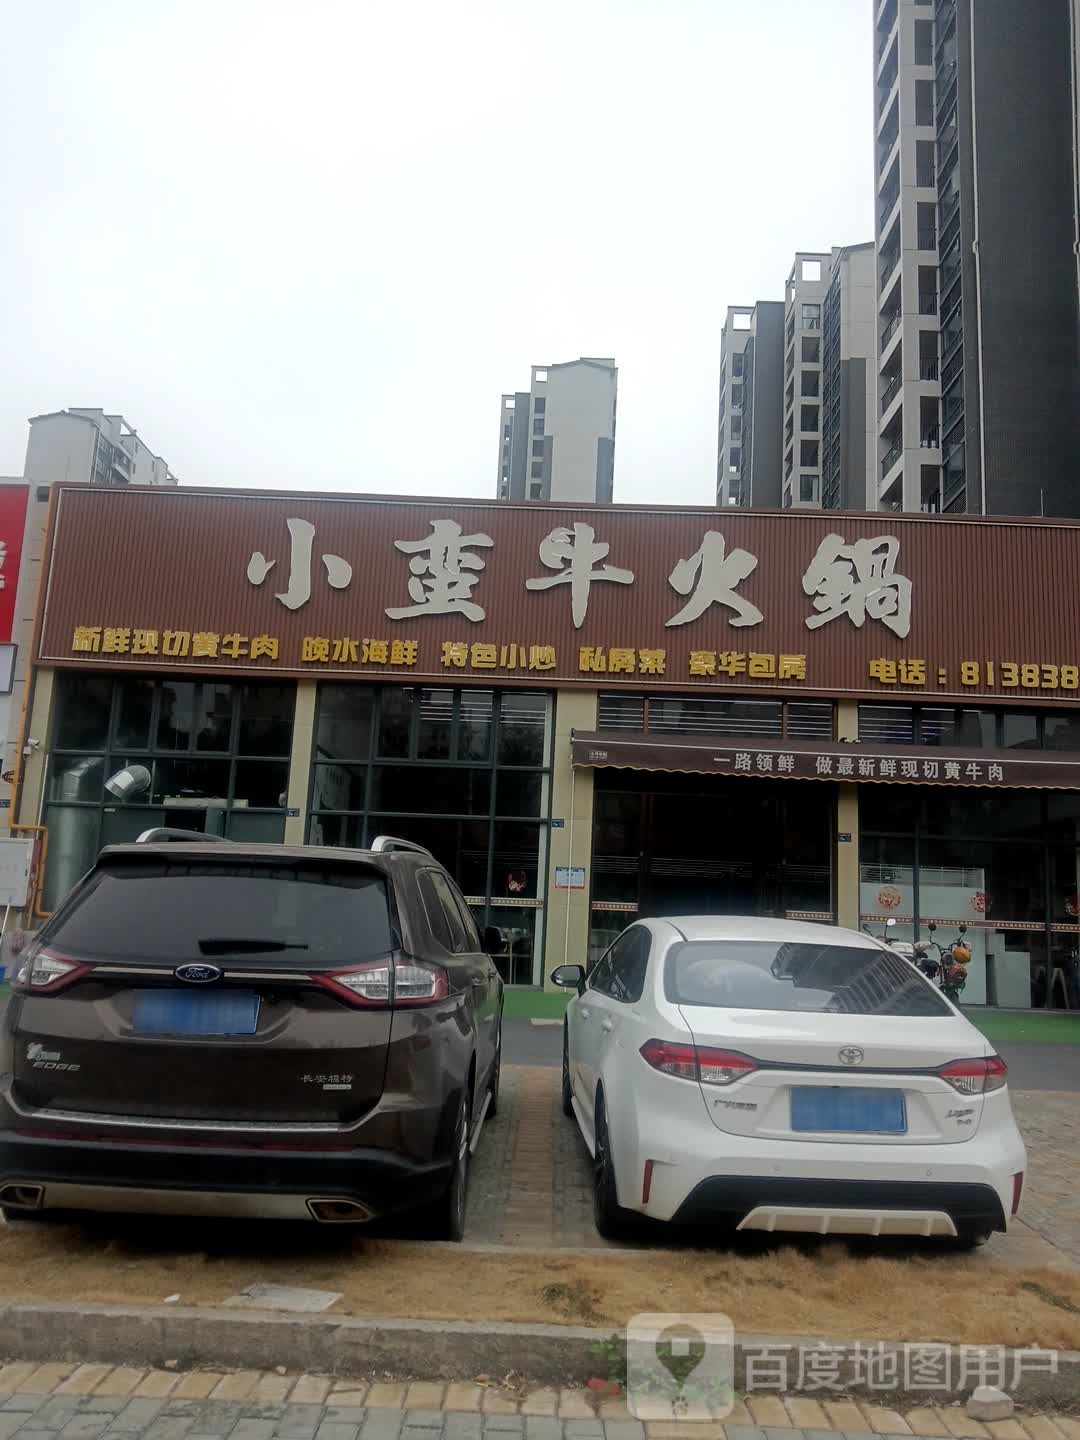 小蛮牛火鍋
新鲜现切黄牛肉 晚水海鲜 特色小炒 私房菜 豪华包房 电话：813838
一路领鲜 做最新鲜现切黄牛肉
Ford
EDGE
长安福特
百度地图用户